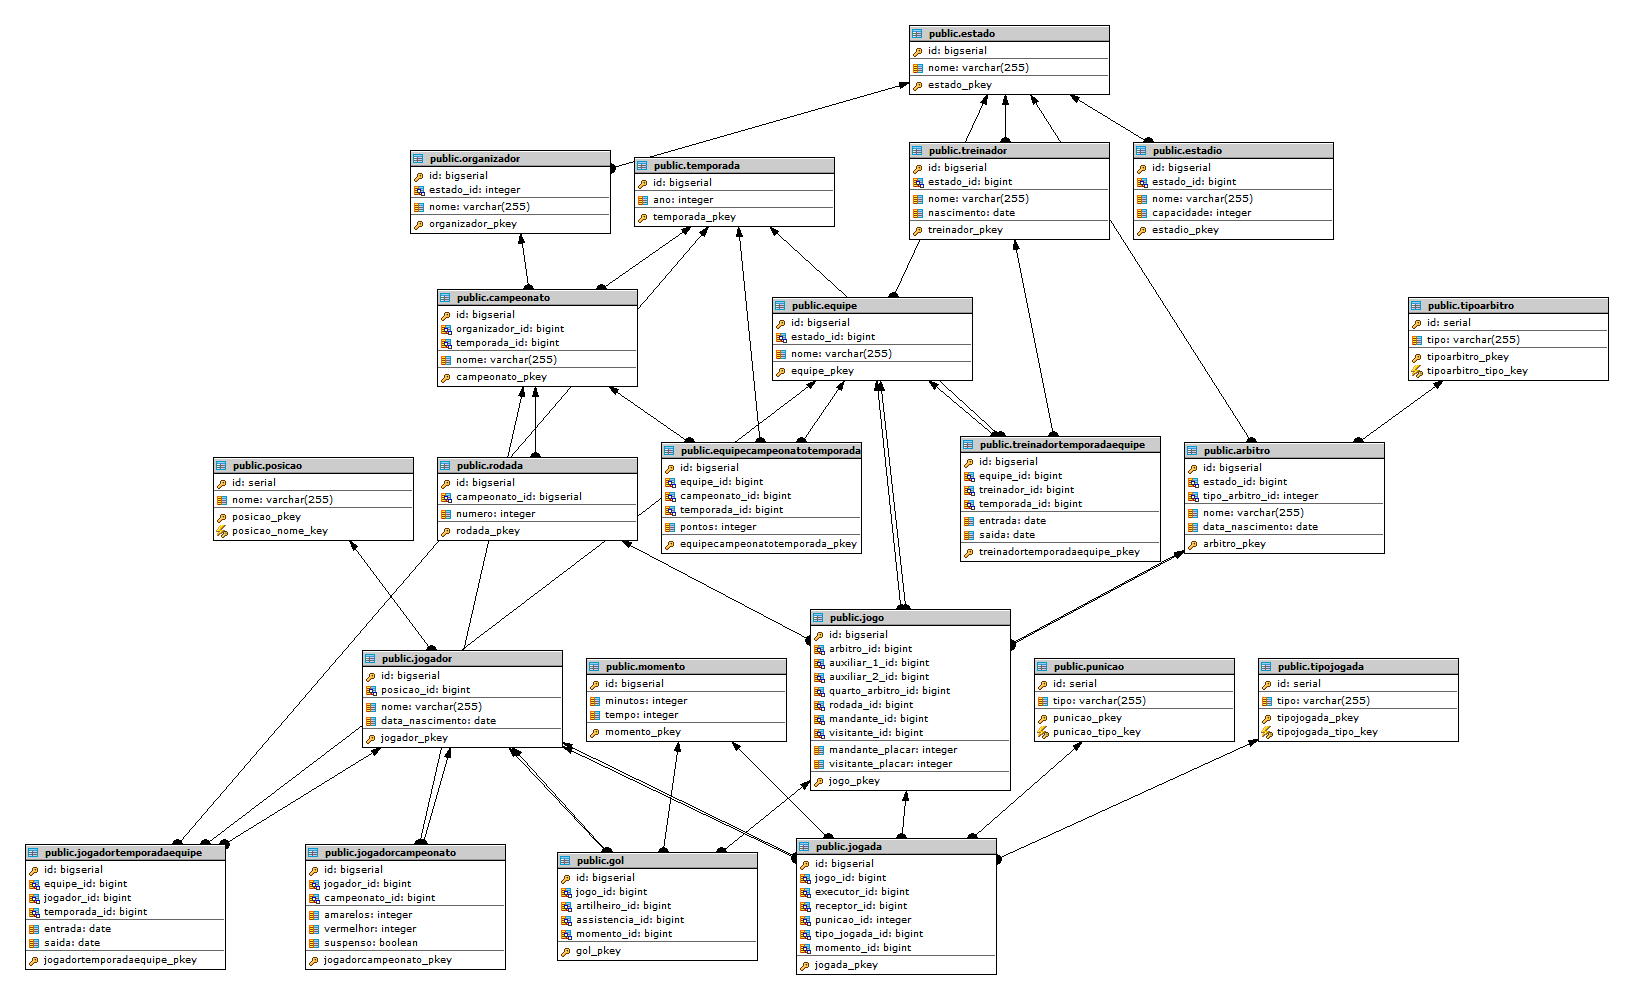 public.estado
id: bigserial
nome: varchar(255)
estado_pkey
public.organizador
id: bigserial
estado_id: integer
nome: varchar(255)
organizador_pkey
public.temporada
id: bigserial
ano: integer
temporada_pkey
public.treinador
id: bigserial
estado_id: bigint
nome: varchar(255)
nascimento: date
treinador_pkey
public.estadio
id: bigserial
estado_id: bigint
nome: varchar(255)
capacidade: integer
estadio_pkey
public.campeonato
id: bigserial
organizador_id: bigint
temporada_id: bigint
nome: varchar(255)
campeonato_pkey
public.equipe
id: bigserial
estado_id: bigint
nome: varchar(255)
equipe_pkey
public.tipoarbitro
id: serial
tipo: varchar(255)
tipoarbitro_pkey
tipoarbitro_tipo_key
public.posicao
id: serial
nome: varchar(255)
posicao_pkey
posicao_nome_key
public.rodada
id: bigserial
campeonato_id: bigserial
numero: integer
rodada_pkey
public.equipecampeonatotemporada
id: bigserial
equipe_id: bigint
campeonato_id: bigint
temporada_id: bigint
pontos: integer
equipecampeonatotemporada_pkey
public.treinadortemporadaequipe
id: bigserial
equipe_id: bigint
treinador_id: bigint
temporada_id: bigint
entrada: date
saida: date
treinadortemporadaequipe_pkey
public.arbitro
id: bigserial
estado_id: bigint
tipo_arbitro_id: integer
nome: varchar(255)
data_nascimento: date
arbitro_pkey
public.jogador
id: bigserial
posicao_id: bigint
nome: varchar(255)
data_nascimento: date
jogador_pkey
public.momento
id: bigserial
minutos: integer
tempo: integer
momento_pkey
public.jogo
id: bigserial
arbitro_id: bigint
auxiliar_1_id: bigint
auxiliar_2_id: bigint
quarto_arbitro_id: bigint
rodada_id: bigint
mandante_id: bigint
visitante_id: bigint
mandante_placar: integer
visitante_placar: integer
jogo_pkey
public.punicao
id: serial
tipo: varchar(255)
punicao_pkey
punicao_tipo_key
public.tipojogada
id: serial
tipo: varchar(255)
tipojogada_pkey
tipojogada_tipo_key
public.jogadortemporadaequipe
id: bigserial
equipe_id: bigint
jogador_id: bigint
temporada_id: bigint
entrada: date
saida: date
jogadortemporadaequipe_pkey
public.jogadorcampeonato
id: bigserial
jogador_id: bigint
campeonato_id: bigint
amarelos: integer
vermelhor: integer
suspenso: boolean
jogadorcampeonato_pkey
public.gol
id: bigserial
jogo_id: bigint
artilheiro_id: bigint
assistencia_id: bigint
momento_id: bigint
gol_pkey
public.jogada
id: bigserial
jogo_id: bigint
executor_id: bigint
receptor_id: bigint
punicao_id: integer
tipo_jogada_id: bigint
momento_id: bigint
jogada_pkey